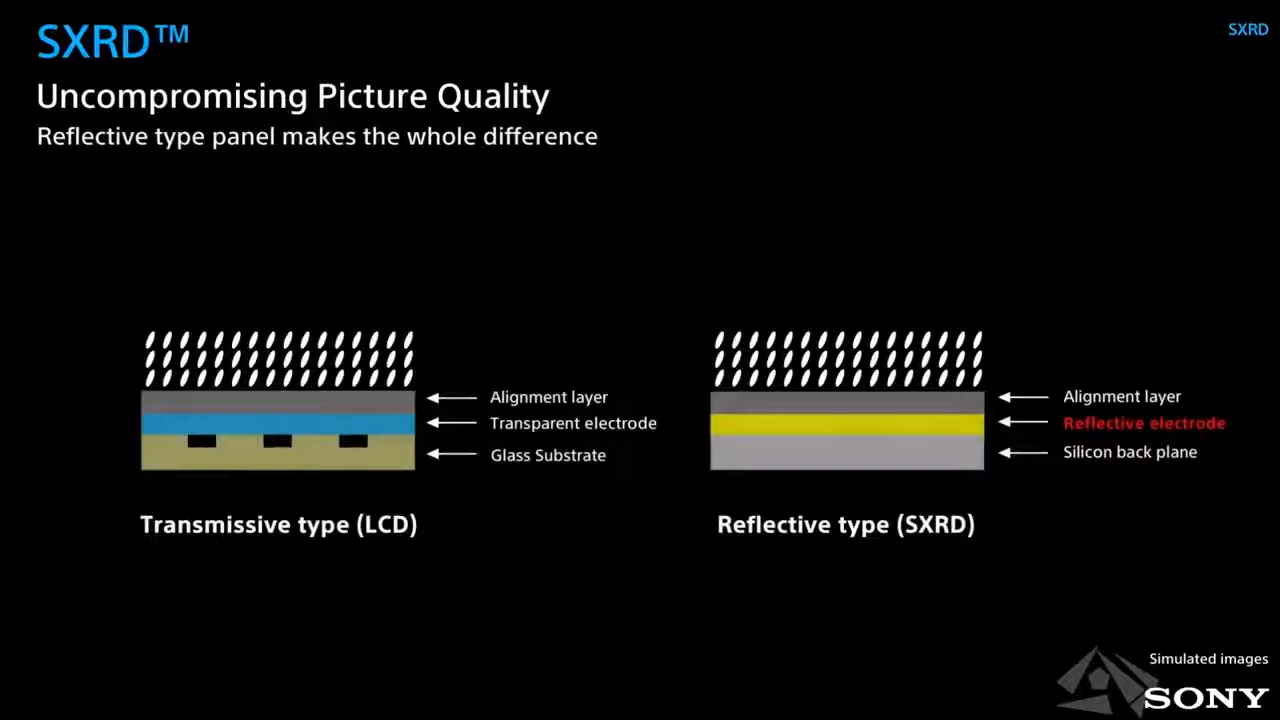 SXRD™
SXRD
Uncompromising Picture Quality
Reflective type panel makes the whole difference
Alignment layer
Transparent electrode
Glass Substrate
Transmissive type (LCD)
Alignment layer
Reflective electrode
Silicon back plane
Reflective type (SXRD)
Simulated images
SONY